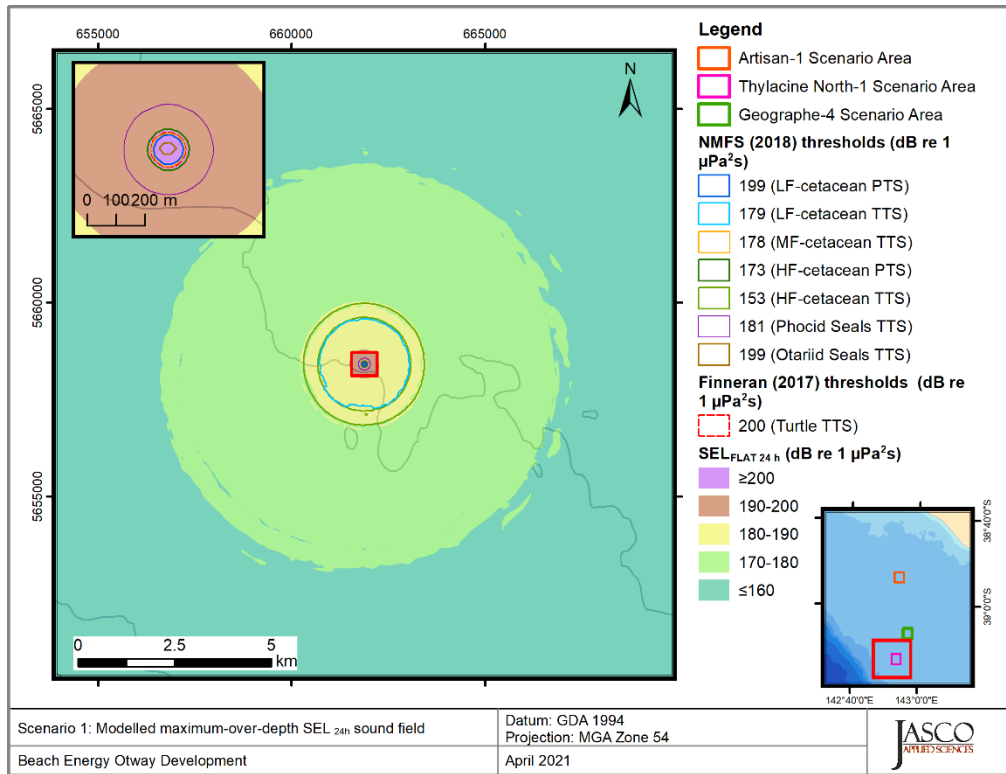 655000
660000
665000
5665000
5660000
5655000
N
0 100 200 m
0 2.5 5
km
Legend
Artisan-1 Scenario Area
Thylacine North-1 Scenario Area
Geographe-4 Scenario Area
NMFS (2018) thresholds (dB re 1
µPa²s)
199 (LF-cetacean PTS)
179 (LF-cetacean TTS)
178 (MF-cetacean TTS)
173 (HF-cetacean PTS)
153 (HF-cetacean TTS)
181 (Phocid Seals TTS)
199 (Otariid Seals TTS)
Finneran (2017) thresholds (dB re
1 µPa²s)
200 (Turtle TTS)
SEL FLAT 24 h (dB re 1 µPa²s)
≥200
190-200
180-190
170-180
≤160
38°40'0"S
39°0'0"S
142°40'0"E
143°0'0"E
Scenario 1: Modelled maximum-over-depth SEL 24h sound field
Datum: GDA 1994
Projection: MGA Zone 54
Beach Energy Otway Development
April 2021
JASCO
APPLIED SCIENCES